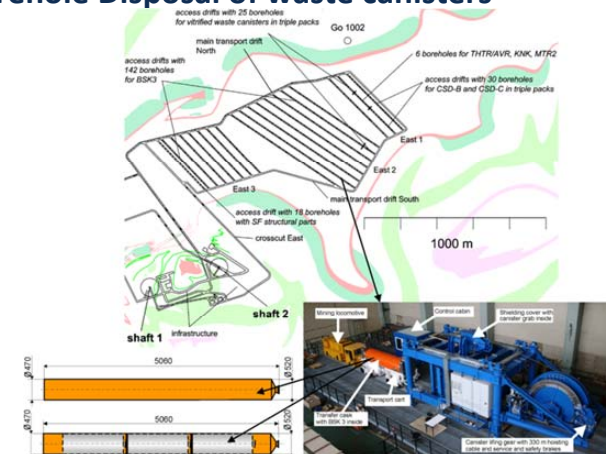 rehole Disposal of waste canisters
access drifts with 25 boreholes
for vitrified waste canisters in triple packs
Go 1002
main transport drift
North
6 boreholes for THTR/AVR, KNK, MTR2
access drifts with
142 boreholes
for BSK3
access drifts with 30 boreholes
for CSD-B and CSD-C in triple packs
East 1
East 2
East 3
main transport drift South
access drift with 18 boreholes
with SF structural parts
crosscut East
1000 m
shaft 2
shaft 1
infrastructure
Mining locomotive
Control cabin
Shielding cover with
canister grab inside
Transport cart
Transfer cask
with BSK 3 inside
Canister lifting gear with 330 m hoisting
cable and service and safety brakes
5060
Ø 470
Ø 520
5060
Ø 470
Ø 520